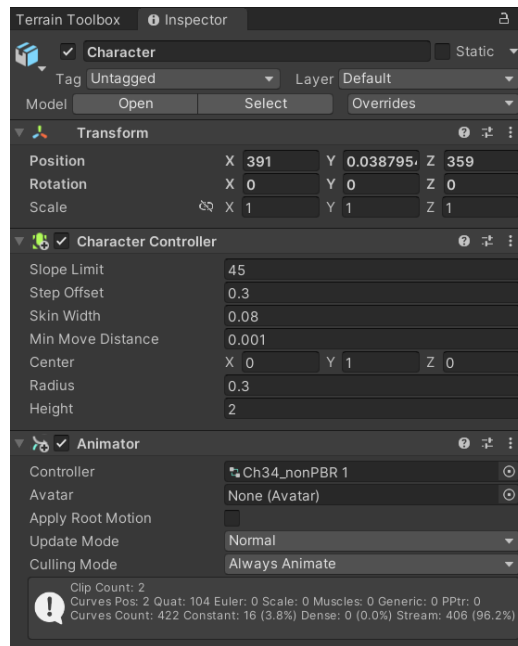 Terrain Toolbox Inspector
Character Static
Tag Untagged Layer Default
Model Open Select Overrides
Transform
Position X 391 Y 0.038795 Z 359
Rotation X 0 Y 0 Z 0
Scale X 1 Y 1 Z 1
Character Controller
Slope Limit 45
Step Offset 0.3
Skin Width 0.08
Min Move Distance 0.001
Center X 0 Y 1 Z 0
Radius 0.3
Height 2
Animator
Controller Ch34_nonPBR 1
Avatar None (Avatar)
Apply Root Motion
Update Mode Normal
Culling Mode Always Animate
Clip Count: 2
Curves Pos: 2 Quat: 104 Euler: 0 Scale: 0 Muscles: 0 Generic: 0 PPtr: 0
Curves Count: 422 Constant: 16 (3.8%) Dense: 0 (0.0%) Stream: 406 (96.2%)